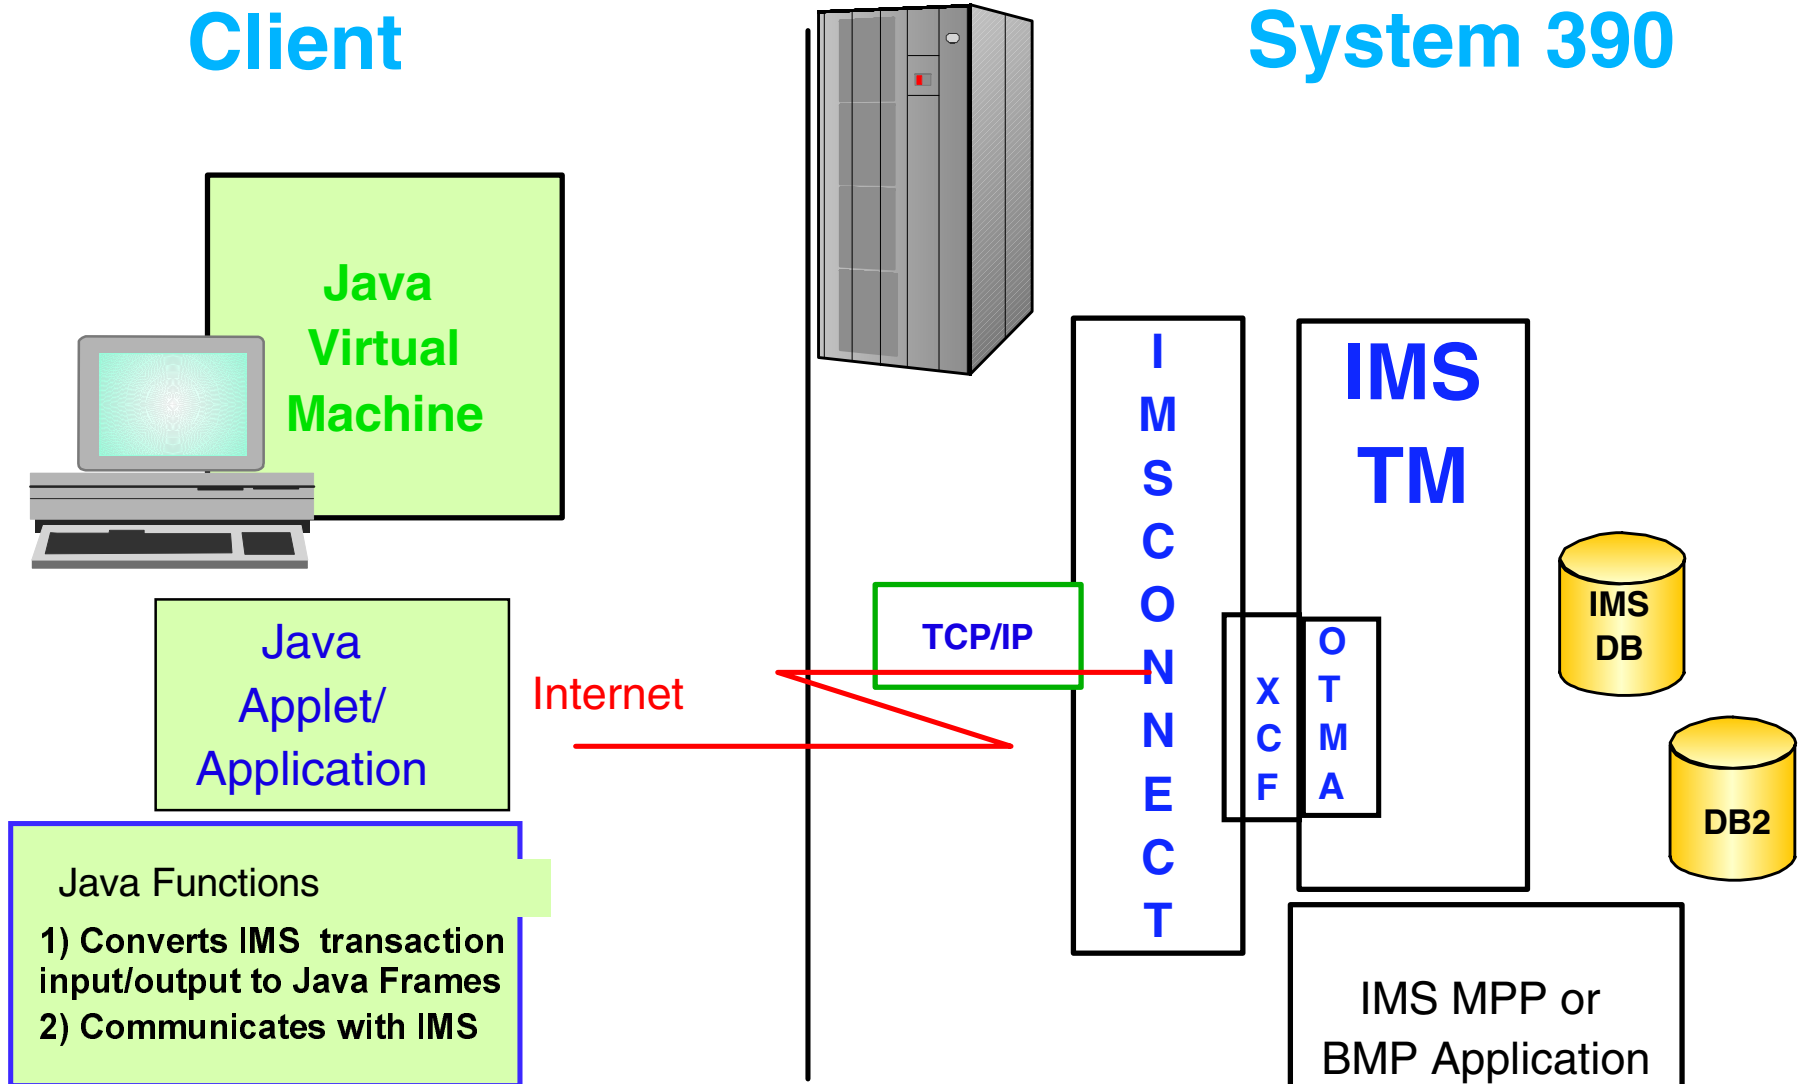 Client
System 390
Java
Virtual
Machine
Java
Applet/
Application
Internet
Java Functions
1) Converts IMS transaction
input/output to Java Frames
2) Communicates with IMS
TCP/IP
I
M
S
C
O
N
N
E
C
T
X
C
F
O
T
M
A
IMS
TM
IMS
DB
DB2
IMS MPP or
BMP Application